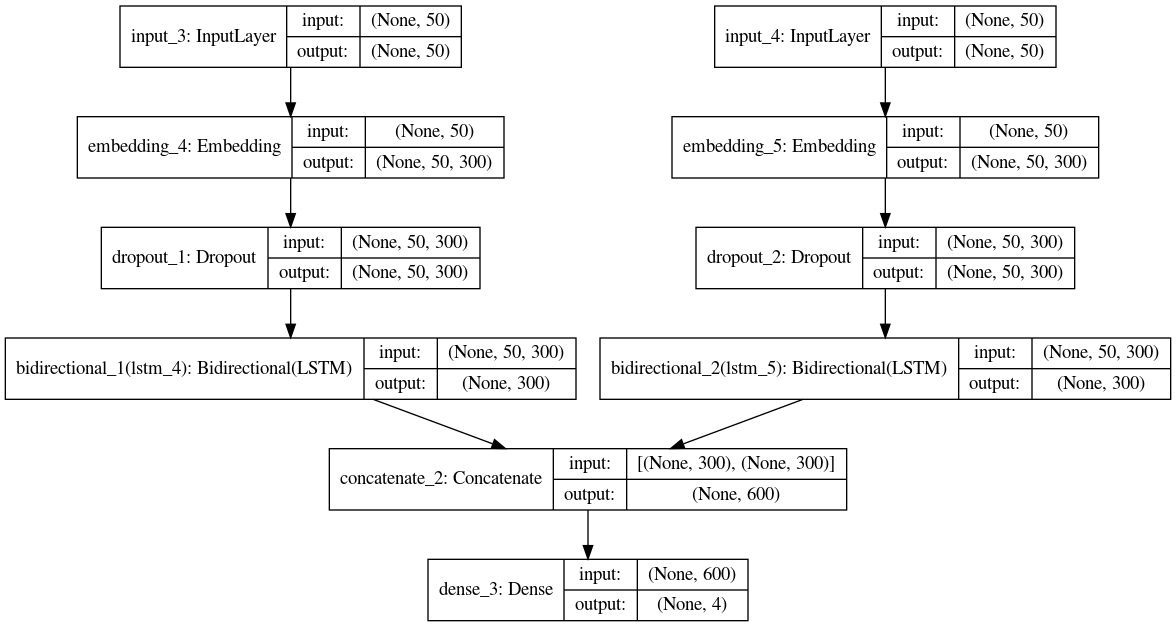 input_3: InputLayer
input: (None, 50)
output: (None, 50)
input_4: InputLayer
input: (None, 50)
output: (None, 50)
embedding_4: Embedding
input: (None, 50)
output: (None, 50, 300)
embedding_5: Embedding
input: (None, 50)
output: (None, 50, 300)
dropout_1: Dropout
input: (None, 50, 300)
output: (None, 50, 300)
dropout_2: Dropout
input: (None, 50, 300)
output: (None, 50, 300)
bidirectional_1(lstm_4): Bidirectional(LSTM)
input: (None, 50, 300)
output: (None, 300)
bidirectional_2(lstm_5): Bidirectional(LSTM)
input: (None, 50, 300)
output: (None, 300)
concatenate_2: Concatenate
input: [(None, 300), (None, 300)]
output: (None, 600)
dense_3: Dense
input: (None, 600)
output: (None, 4)